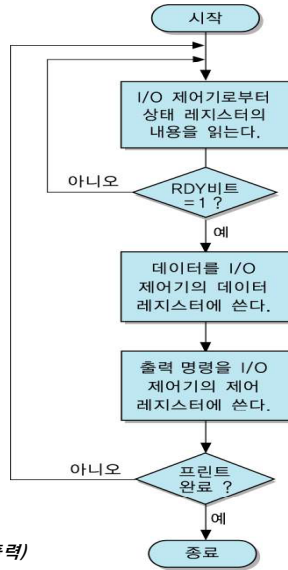 시작
I/O 제어기로부터
상태 레지스터의
내용을 읽는다.
아니오
RDY비트
=1 ?
예
데이터를 I/O
제어기의 데이터
레지스터에 쓴다.
출력 명령을 I/O
제어기의 제어
레지스터에 쓴다.
아니오
프린트
완료 ?
예
종료